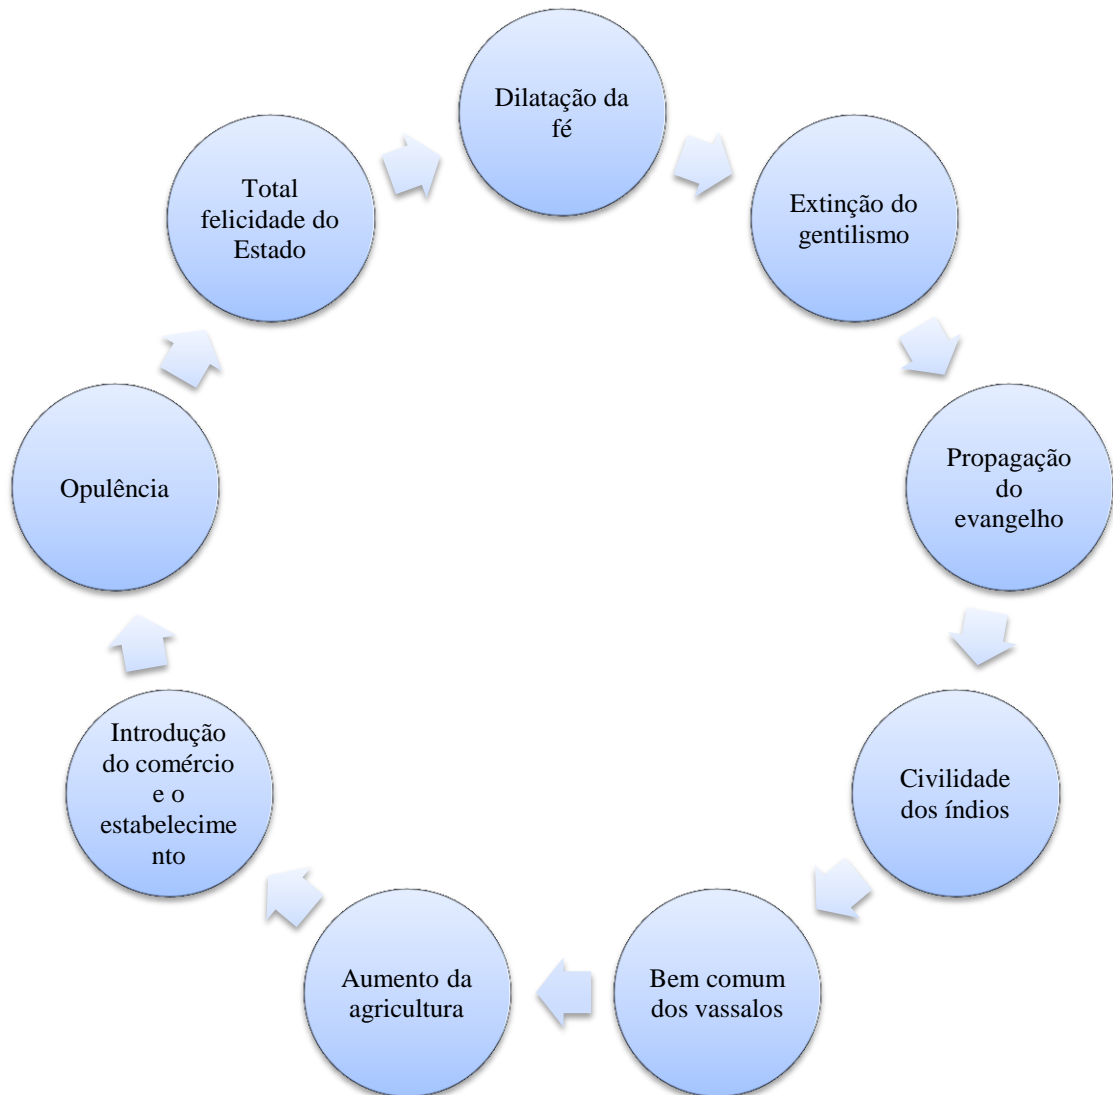 Dilatação da
fé
Extinção do
gentilismo
Propagação
do
evangelho
Civilidade
dos índios
Bem comum
dos vassalos
Aumento da
agricultura
Introdução
do comércio
e o
estabelecime
nto
Opulência
Total
felicidade do
Estado